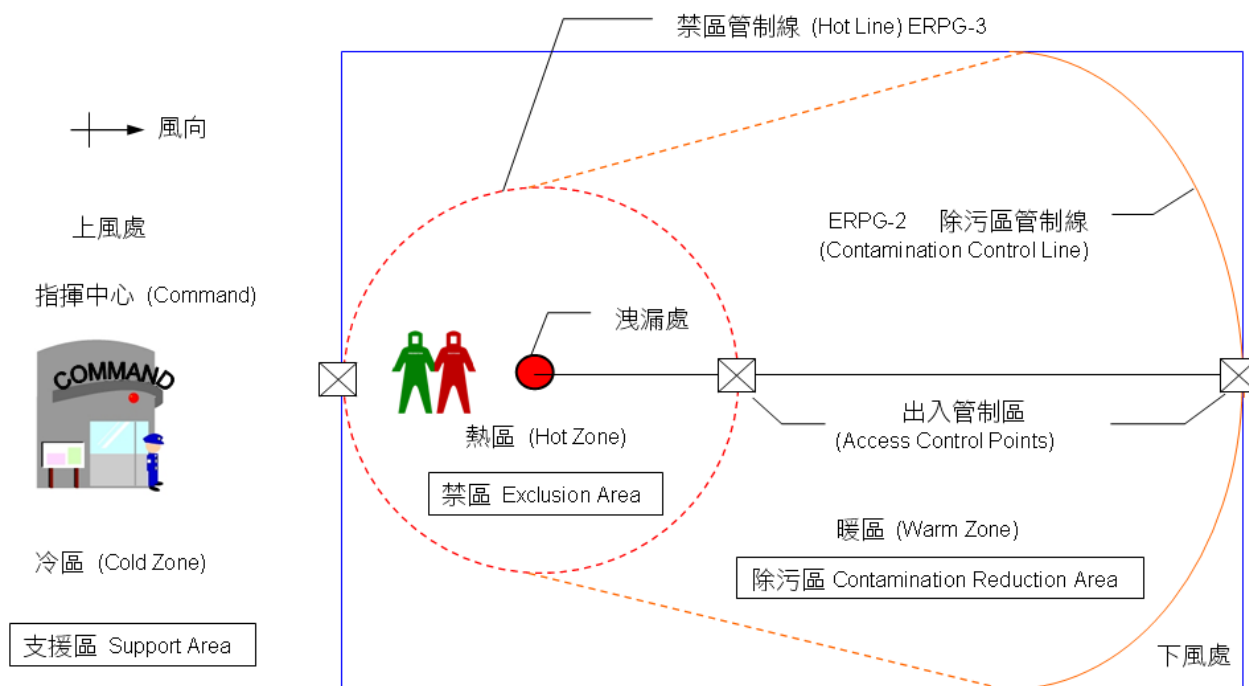 禁區管制線 (Hot Line) ERPG-3
風向
上風處
ERPG-2 除污區管制線
(Contamination Control Line)
指揮中心 (Command)
洩漏處
COMMAND
出入管制區
(Access Control Points)
熱區 (Hot Zone)
禁區 Exclusion Area
暖區 (Warm Zone)
冷區 (Cold Zone)
除污區 Contamination Reduction Area
支援區 Support Area
下風處